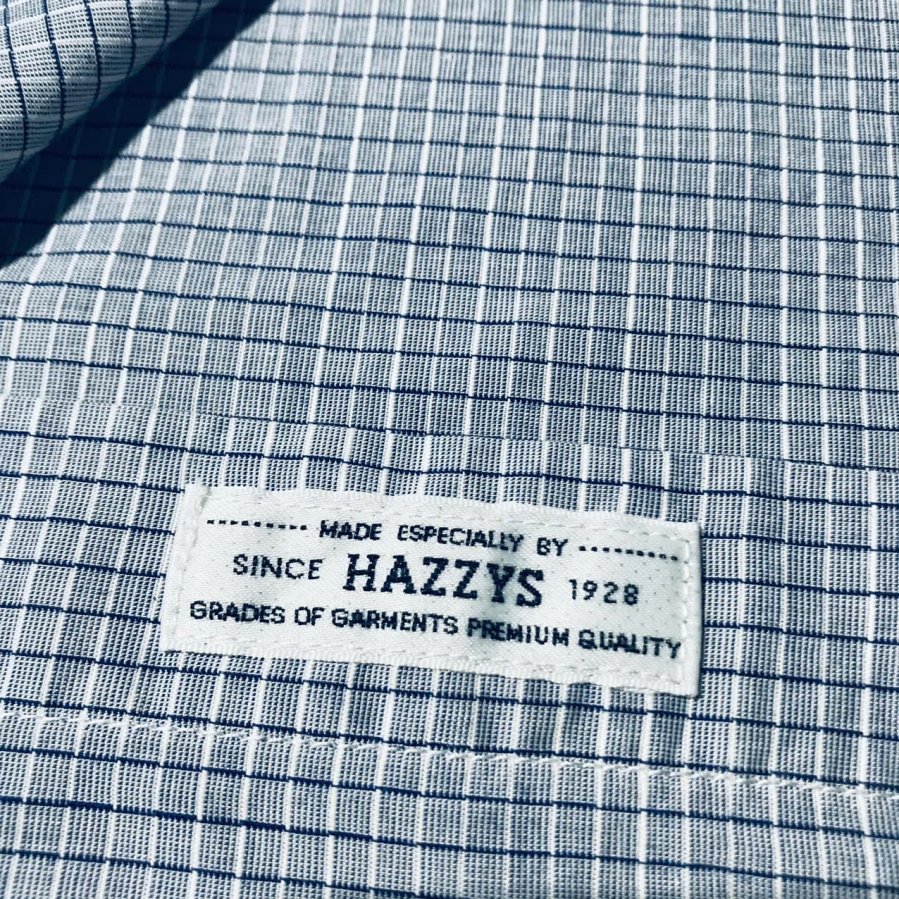 MADE ESPECIALLY BY
SINCE HAZZYS 1928
GRADES OF GARMENTS PREMIUM QUALITY